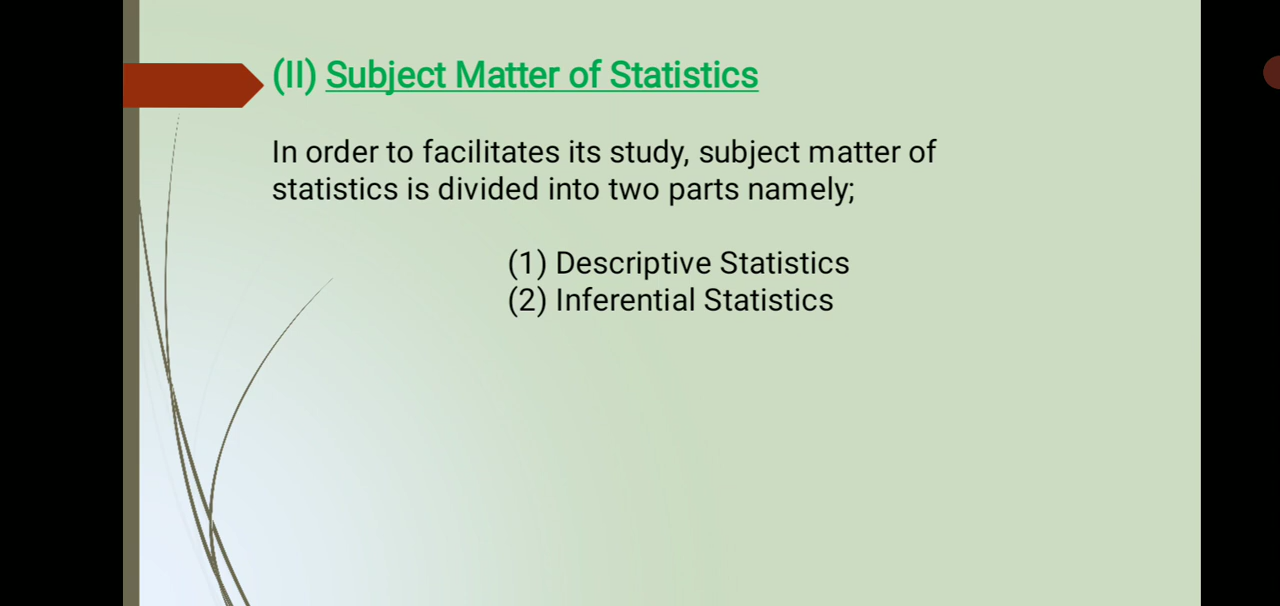 (II) Subject Matter of Statistics
In order to facilitates its study, subject matter of
statistics is divided into two parts namely;
(1) Descriptive Statistics
(2) Inferential Statistics